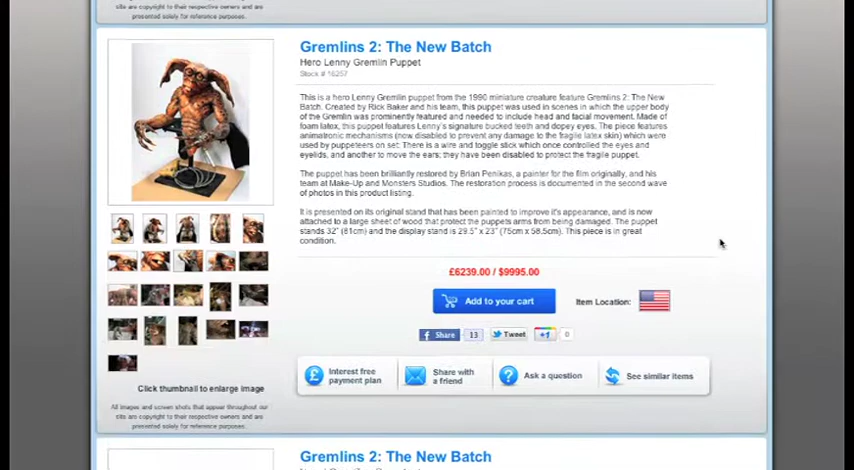 site are copyright to their respective owners and are
presented solely for reference purposes.
Gremlins 2: The New Batch
Hero Lenny Gremlin Puppet
Stock # 16257
This is a hero Lenny Gremlin puppet from the 1990 miniature creature feature Gremlins 2: The New
Batch. Created by Rick Baker and his team, this puppet was used in scenes in which the upper body
of the Gremlin was prominently featured and needed to include head and facial movement. Made of
foam latex, this puppet features Lenny's signature bucked teeth and dopey eyes. The piece features
animatronic mechanisms (now disabled to prevent any damage to the fragile latex skin) which were
used by puppeteers on set: There is a wire and toggle stick which once controlled the eyes and
eyelids, and another to move the ears; they have been disabled to protect the fragile puppet.
The puppet has been brilliantly restored by Brian Penikas, a painter for the film originally, and his
team at Make-Up and Monsters Studios. The restoration process is documented in the second wave
of photos in this product listing.
It is presented on its original stand that has been painted to improve it's appearance, and is now
attached to a large sheet of wood that protect the puppets arms from being damaged. The puppet
stands 32" (81cm) and the display stand is 29.5" x 23" (75cm x 58.5cm). This piece is in great
condition.
£6239.00 / $9995.00
Add to your cart
Item Location:
Share
13
Tweet
+1
0
Interest free
payment plan
Share with
a friend
Ask a question
See similar items
Click thumbnail to enlarge image
All images and screen shots that appear throughout our
site are copyright to their respective owners and are
presented solely for reference purposes.
Gremlins 2: The New Batch